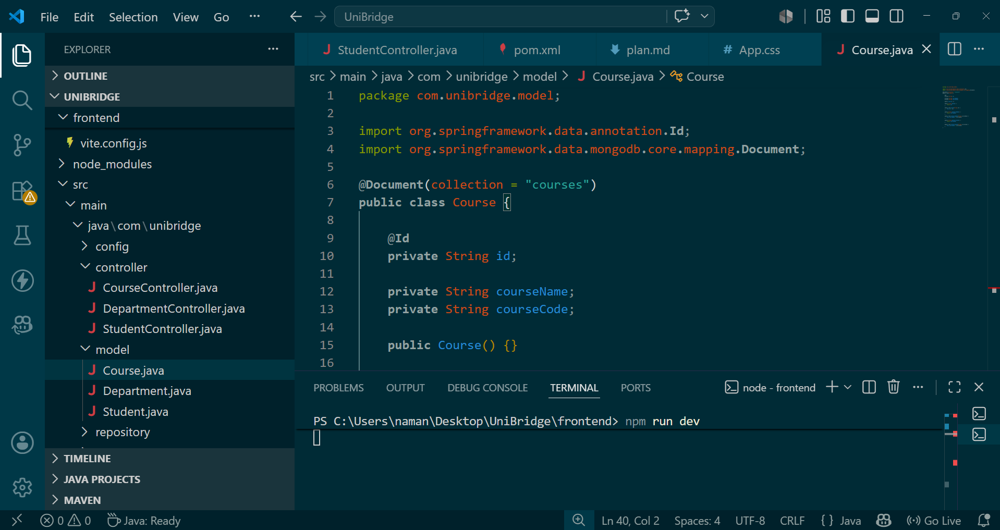 File Edit Selection View Go ···
UniBridge
EXPLORER ···
OUTLINE
UNIBRIDGE
frontend
vite.config.js
node_modules
src
main
java\com\unibridge
config
controller
CourseController.java
DepartmentController.java
StudentController.java
model
Course.java
Department.java
Student.java
repository
TIMELINE
JAVA PROJECTS
MAVEN
StudentController.java pom.xml plan.md # App.css Course.java
src > main > java > com > unibridge > model > J Course.java > Course
1 package com.unibridge.model;
2
3 import org.springframework.data.annotation.Id;
4 import org.springframework.data.mongodb.core.mapping.Document;
5
6 @Document(collection = "courses")
7 public class Course {
8
9 @Id
10 private String id;
11
12 private String courseName;
13 private String courseCode;
14
15 public Course() {}
16
PROBLEMS OUTPUT DEBUG CONSOLE TERMINAL PORTS node - frontend
PS C:\Users\naman\Desktop\UniBridge\frontend> npm run dev
0 0 Java: Ready Ln 40, Col 2 Spaces: 4 UTF-8 CRLF { } Java Go Live